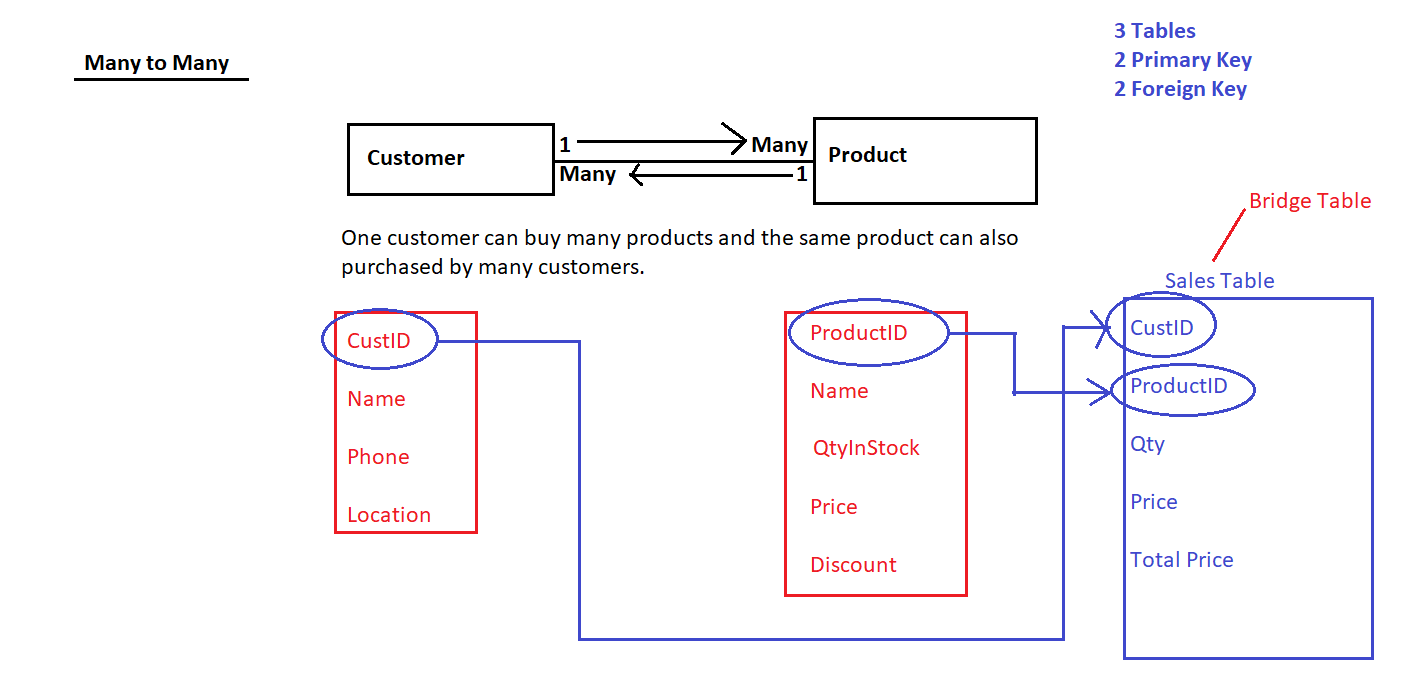 3 Tables
2 Primary Key
2 Foreign Key
Many to Many
Customer
1
Many
Many
1
Product
One customer can buy many products and the same product can also
purchased by many customers.
Bridge Table
CustID
Name
Phone
Location
ProductID
Name
QtyInStock
Price
Discount
Sales Table
CustID
ProductID
Qty
Price
Total Price